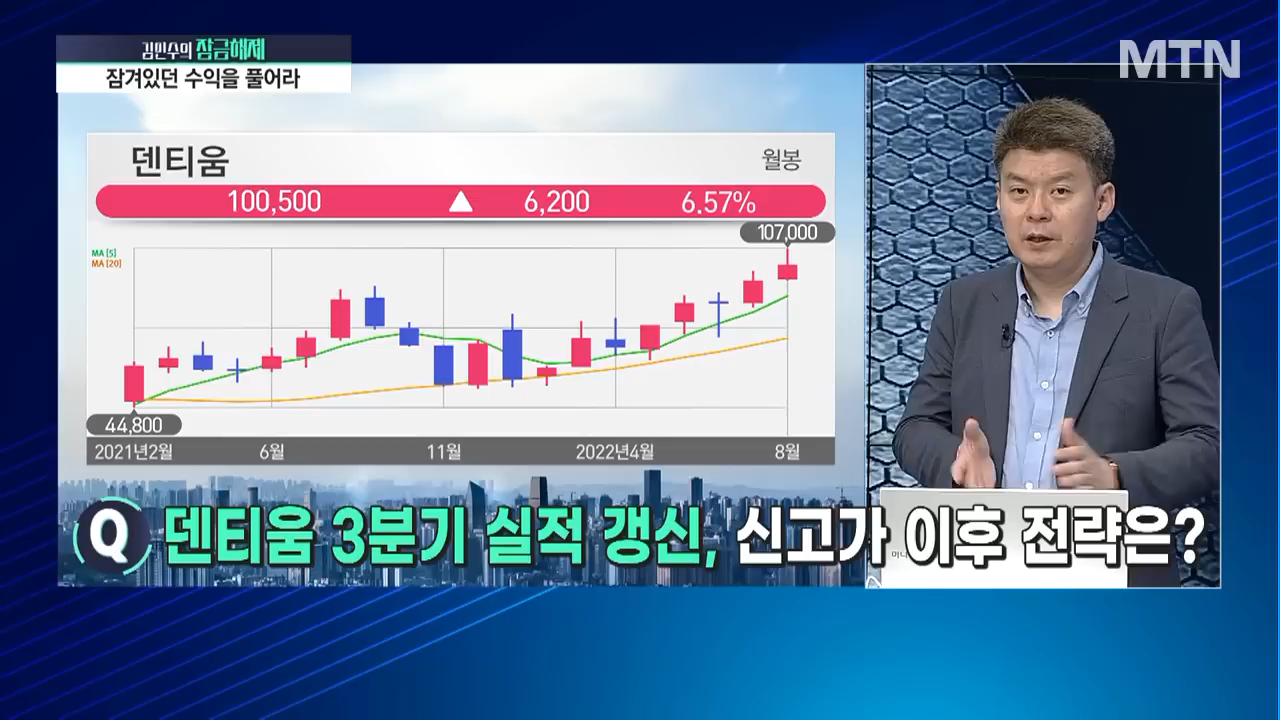 김민수의 잠금해제
잠겨있던 수익을 풀어라
MTN
덴티움
월봉
100,500 ▲ 6,200 6.57%
107,000
MA [5]
MA [20]
44,800
2021년2월 6월 11월 2022년4월 8월
Q 덴티움 3분기 실적 갱신, 신고가 이후 전략은?